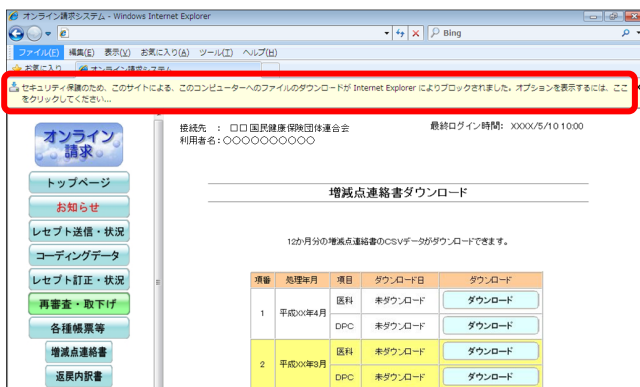 オンライン請求システム - Windows Internet Explorer
Bing
ファイル(F) 編集(E) 表示(V) お気に入り(A) ツール(T) ヘルプ(H)
お気に入り オンライン請求システム
セキュリティ保護のため、このサイトによる、このコンピューターへのファイルのダウンロードが Internet Explorer によりブロックされました。オプションを表示するには、ここ
をクリックしてください...
オンライン
請求
トップページ
お知らせ
レセプト送信・状況
コーディングデータ
レセプト訂正・状況
再審査・取下げ
各種帳票等
増減点連絡書
返戻内訳書
接続先 : 口口国民健康保険団体連合会
最終ログイン時間: XXXX/5/10 10:00
利用者名:○○○○○○○○○○
増減点連絡書ダウンロード
12か月分の増減点連絡書のCSVデータがダウンロードできます。
項番 処理年月 項目 ダウンロード日 ダウンロード
1 平成XX年4月 医科 未ダウンロード ダウンロード
DPC 未ダウンロード ダウンロード
2 平成XX年3月 医科 未ダウンロード ダウンロード
DPC 未ダウンロード ダウンロード